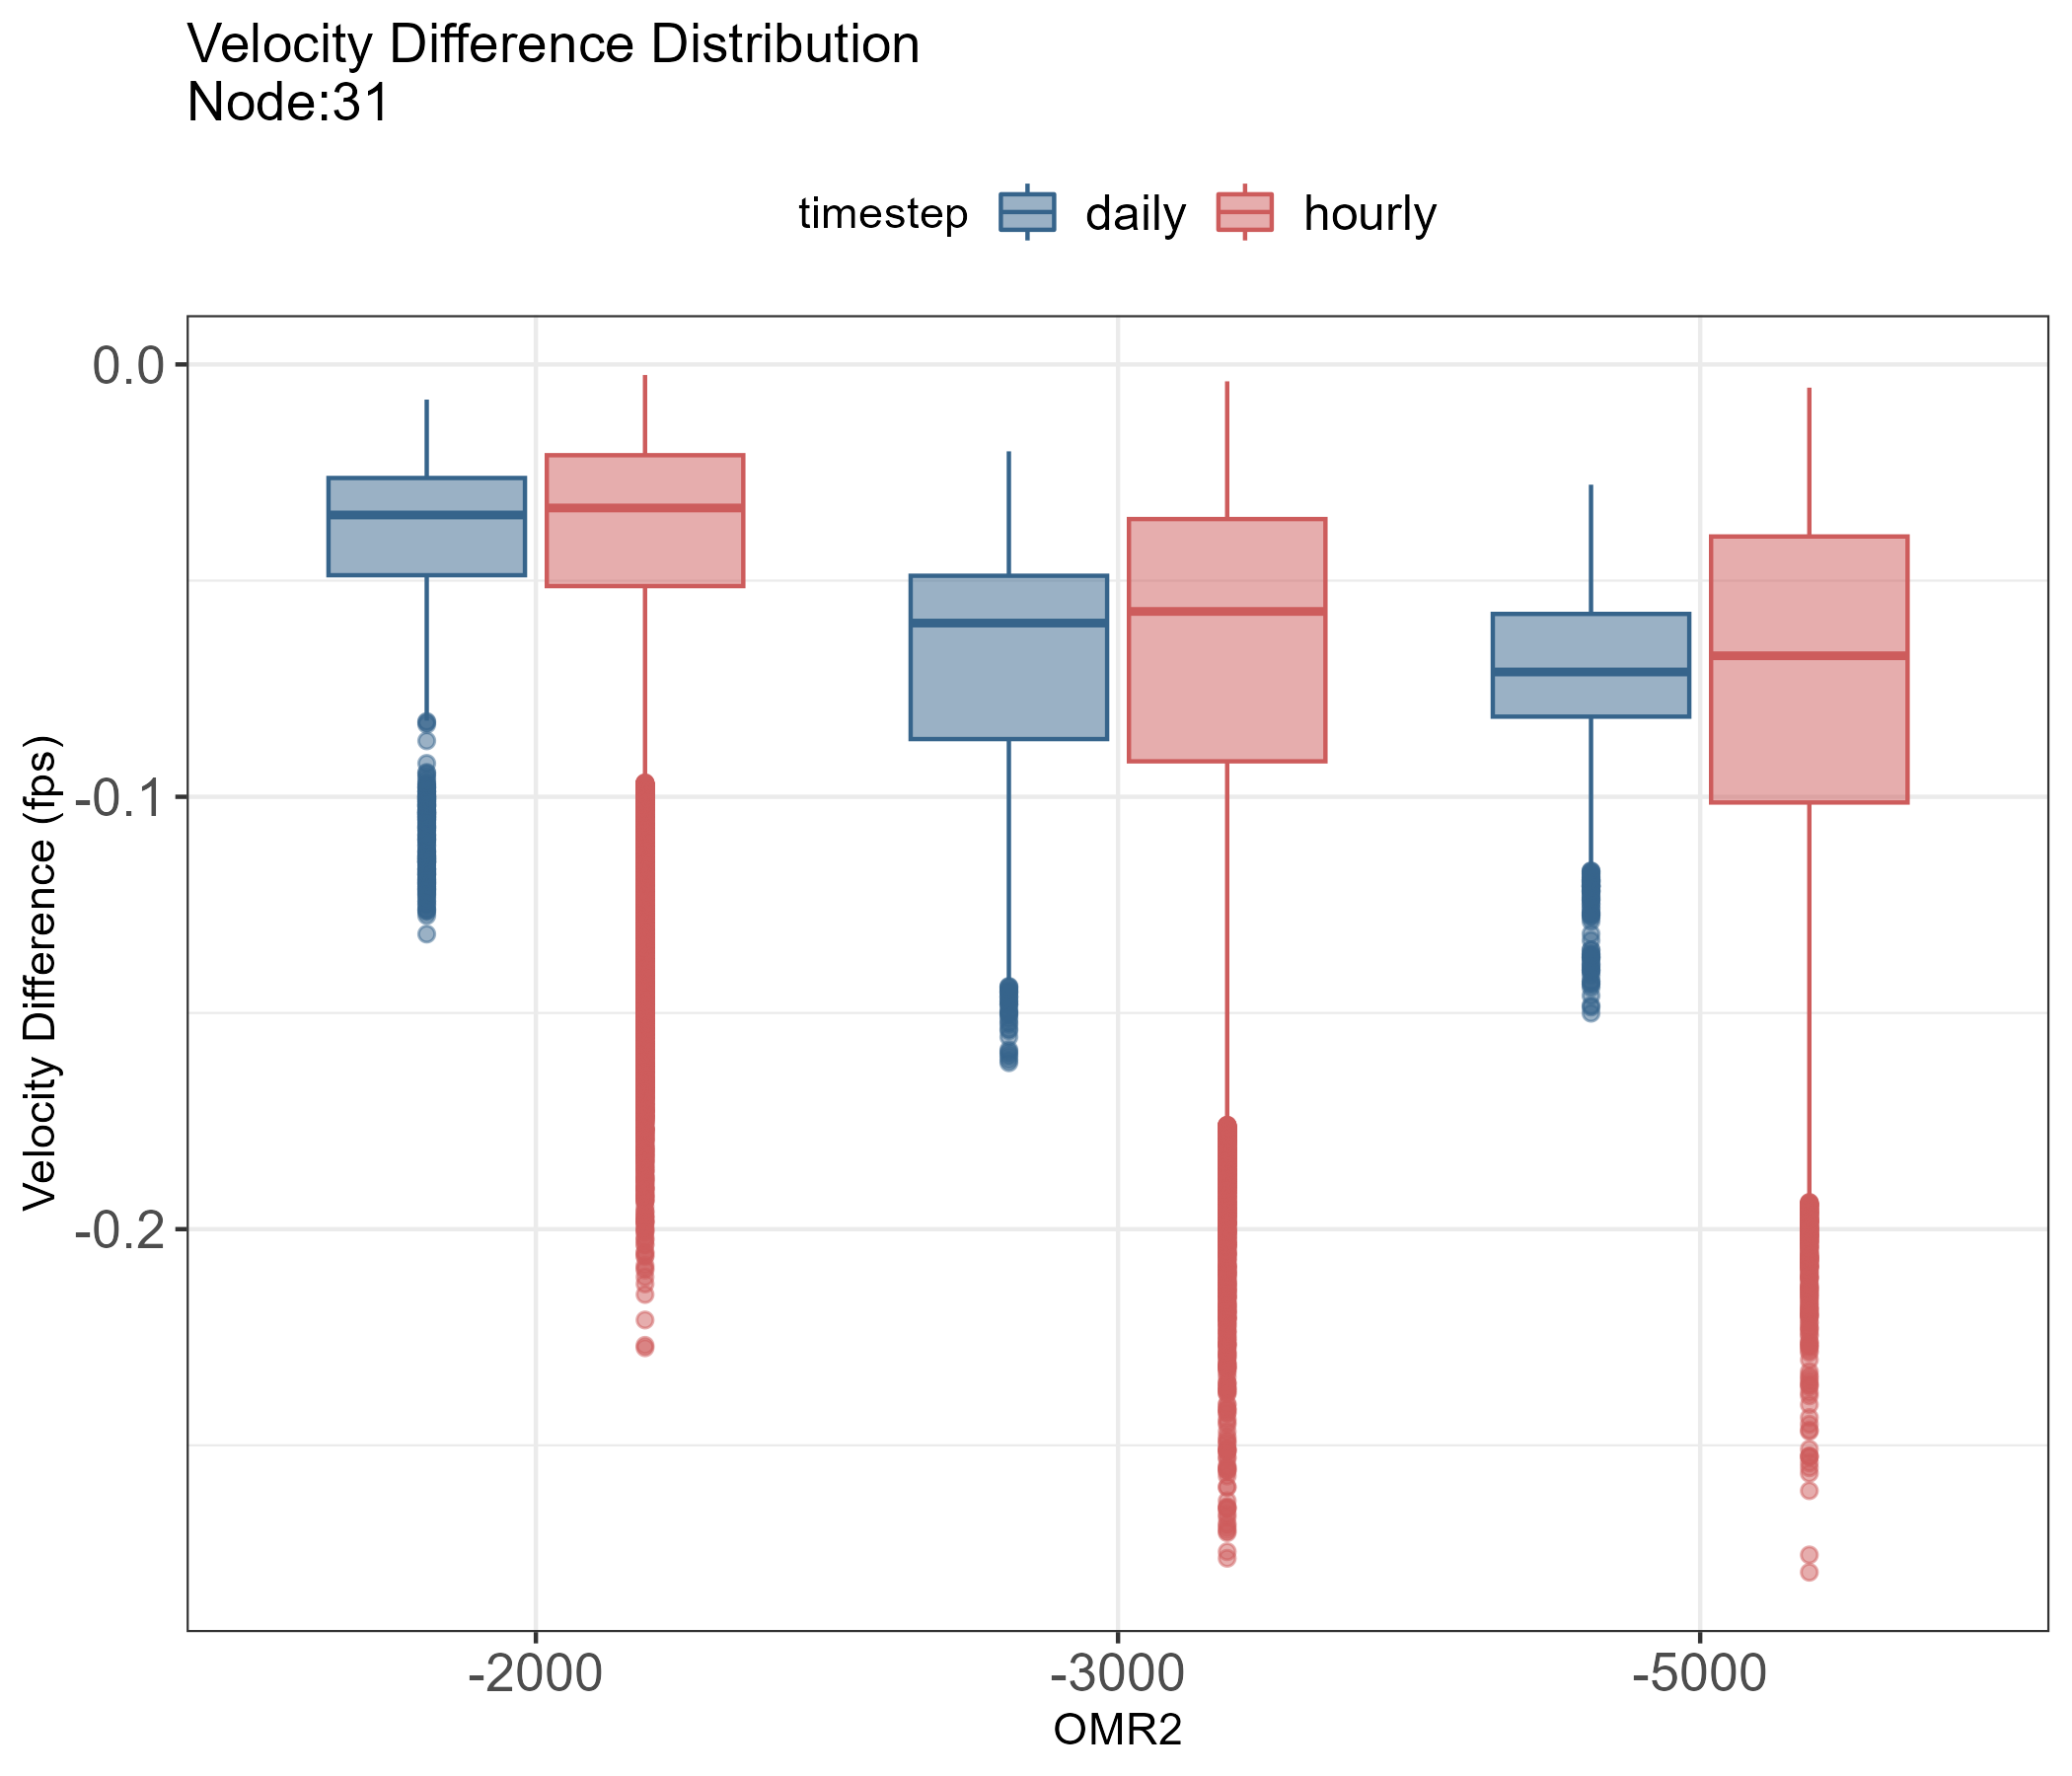 Velocity Difference Distribution
Node:31
timestep daily hourly
Velocity Difference (fps)
0.0
-0.1
-0.2
-2000 -3000 -5000
OMR2